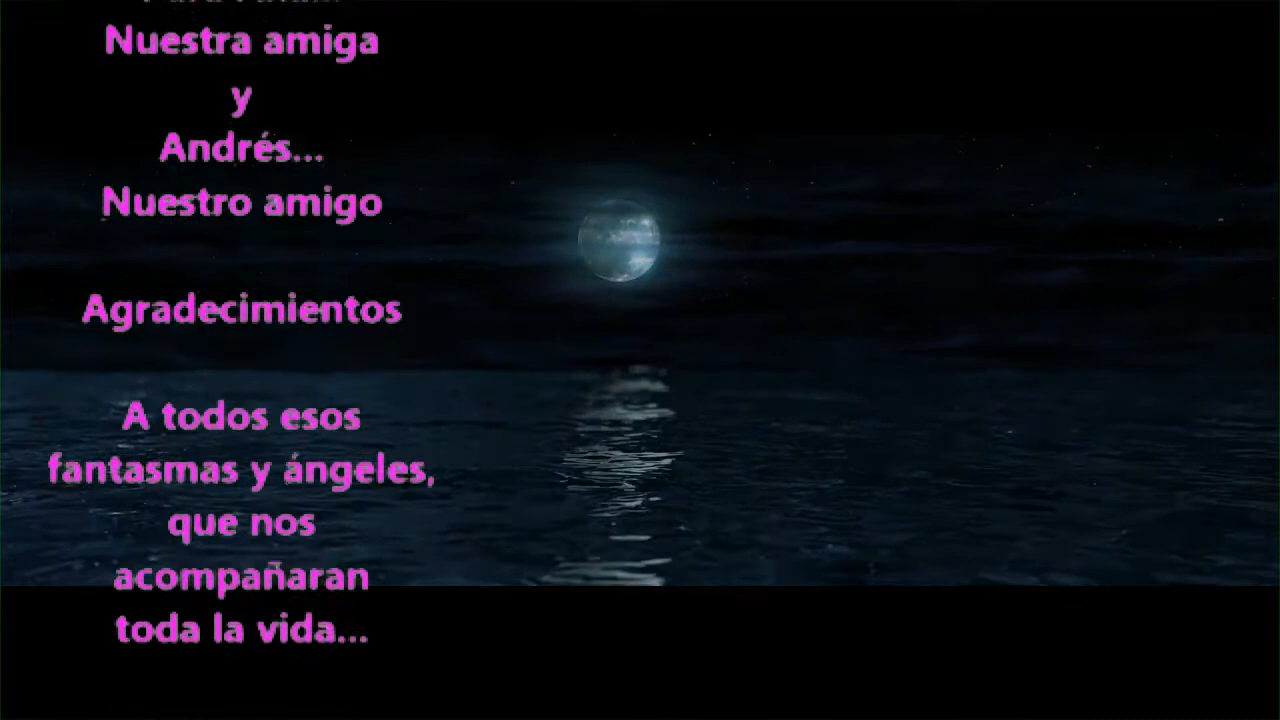 Nuestra amiga
y
Andrés...
Nuestro amigo
Agradecimientos
A todos esos
fantasmas y ángeles,
que nos
acompañaran
toda la vida...